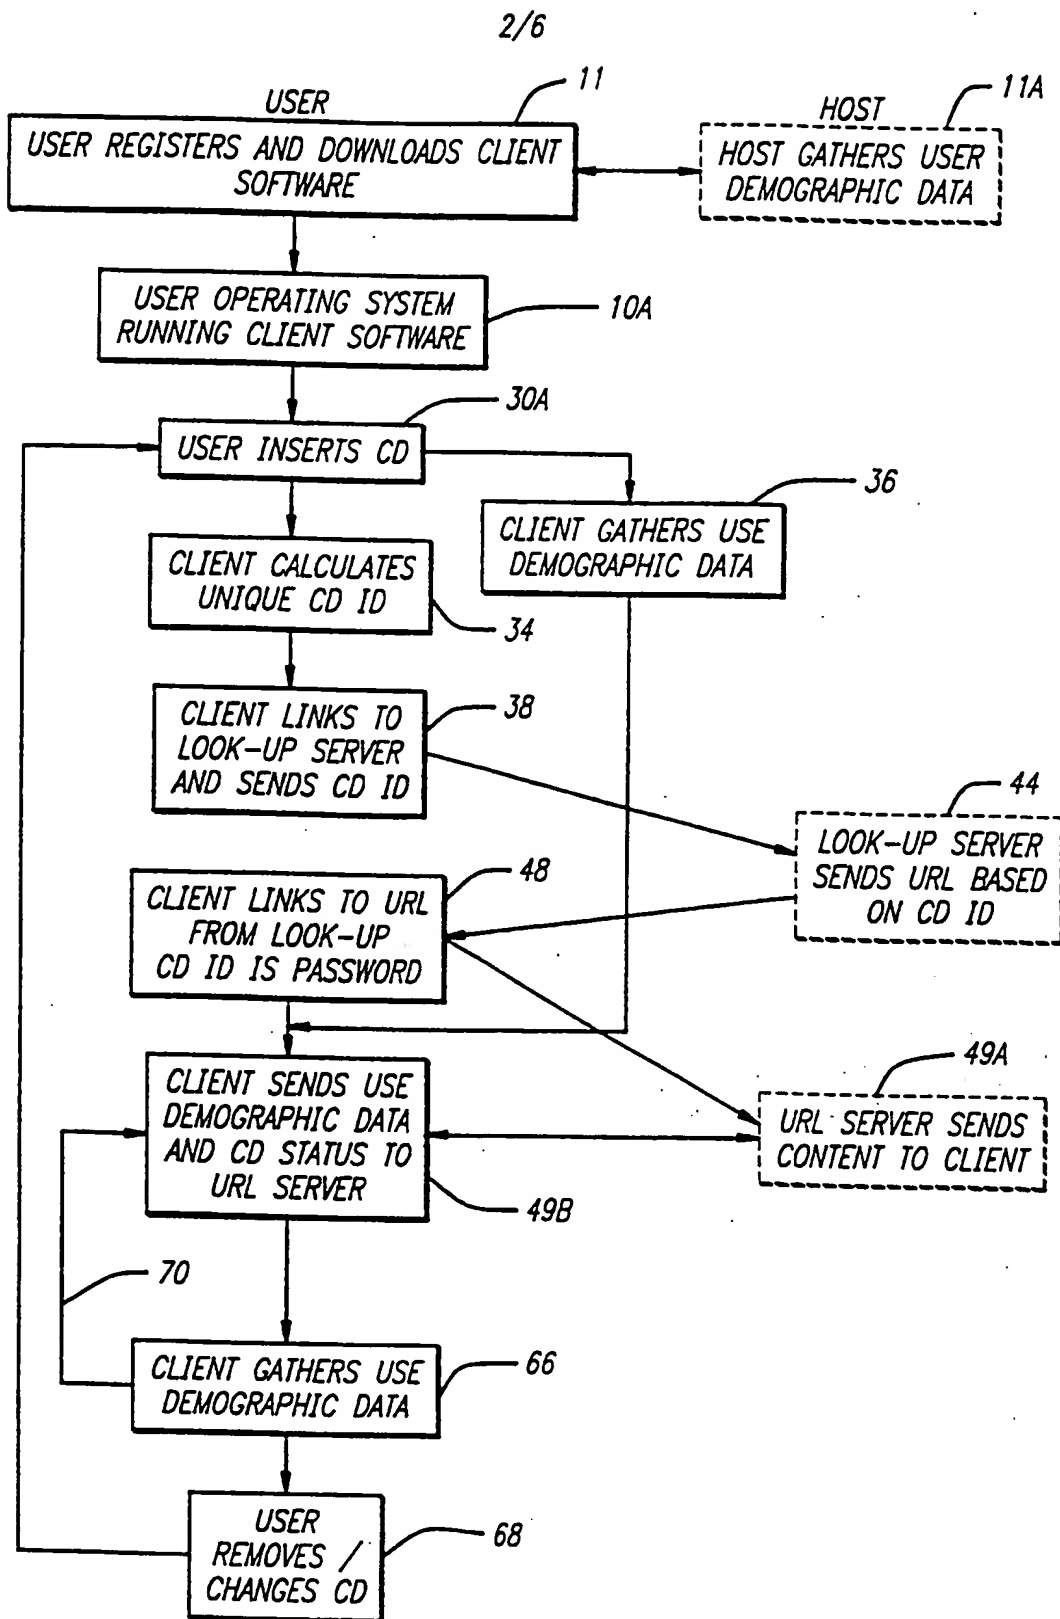 2/6
11
USER
USER REGISTERS AND DOWNLOADS CLIENT
SOFTWARE
11A
HOST
HOST GATHERS USER
DEMOGRAPHIC DATA
USER OPERATING SYSTEM
RUNNING CLIENT SOFTWARE
10A
30A
USER INSERTS CD
36
CLIENT GATHERS USE
DEMOGRAPHIC DATA
CLIENT CALCULATES
UNIQUE CD ID
34
CLIENT LINKS TO
LOOK-UP SERVER
AND SENDS CD ID
38
44
LOOK-UP SERVER
SENDS URL BASED
ON CD ID
48
CLIENT LINKS TO URL
FROM LOOK-UP
CD ID IS PASSWORD
49A
URL SERVER SENDS
CONTENT TO CLIENT
CLIENT SENDS USE
DEMOGRAPHIC DATA
AND CD STATUS TO
URL SERVER
49B
70
CLIENT GATHERS USE
DEMOGRAPHIC DATA
66
USER
REMOVES /
CHANGES CD
68